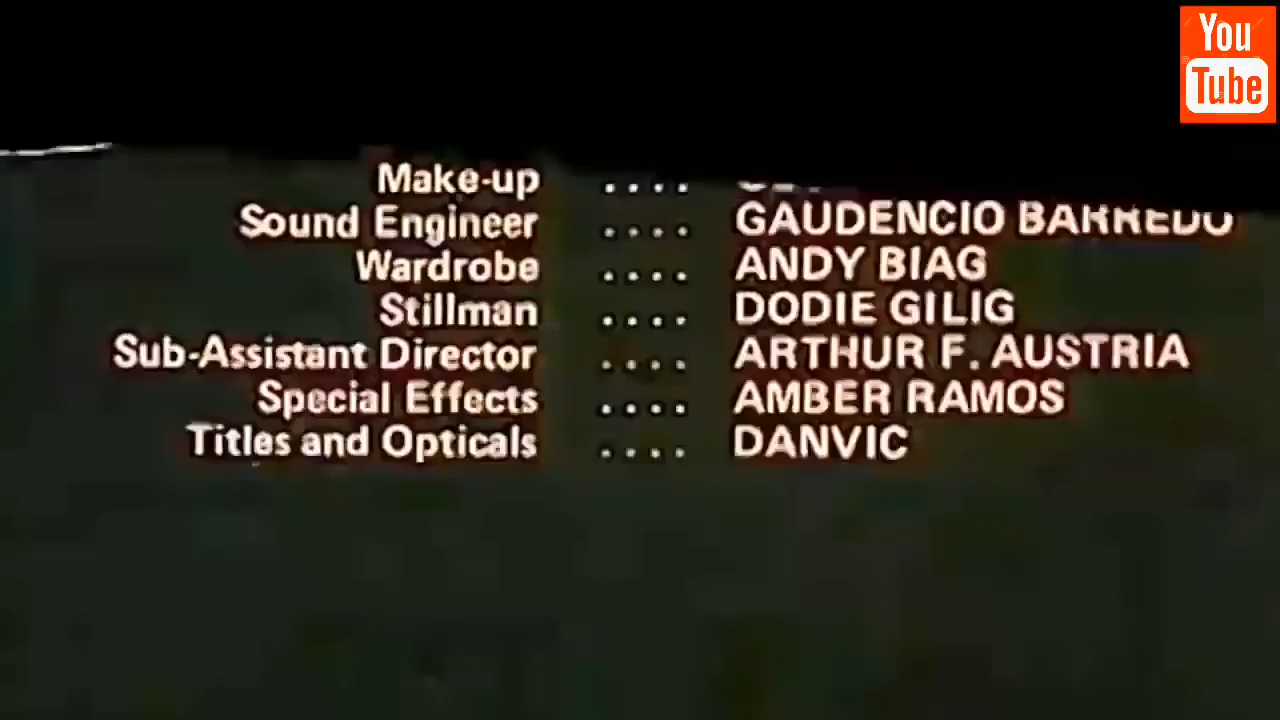 You
Tube
Make-up ....
Sound Engineer .... GAUDENCIO BARREDO
Wardrobe .... ANDY BIAG
Stillman .... DODIE GILIG
Sub-Assistant Director .... ARTHUR F. AUSTRIA
Special Effects .... AMBER RAMOS
Titles and Opticals .... DANVIC